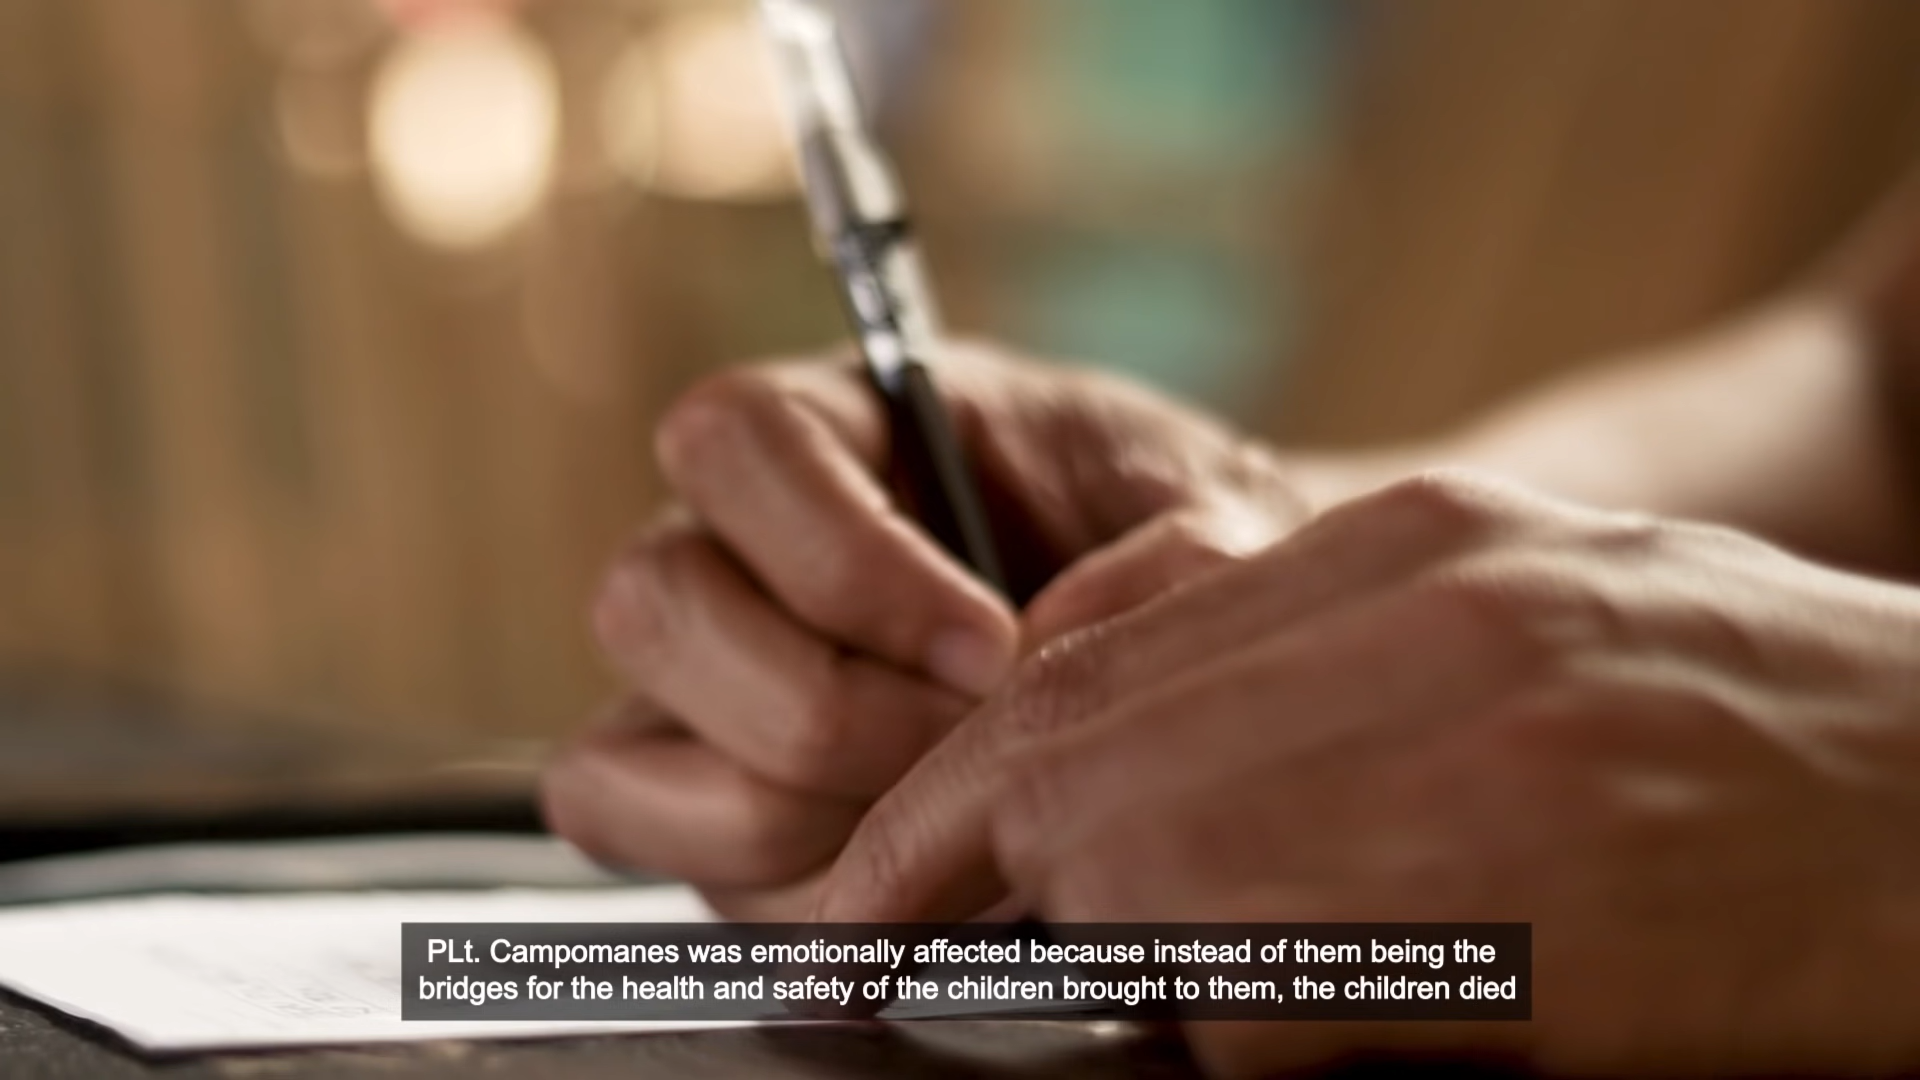 PLt. Campomanes was emotionally affected because instead of them being the
bridges for the health and safety of the children brought to them, the children died